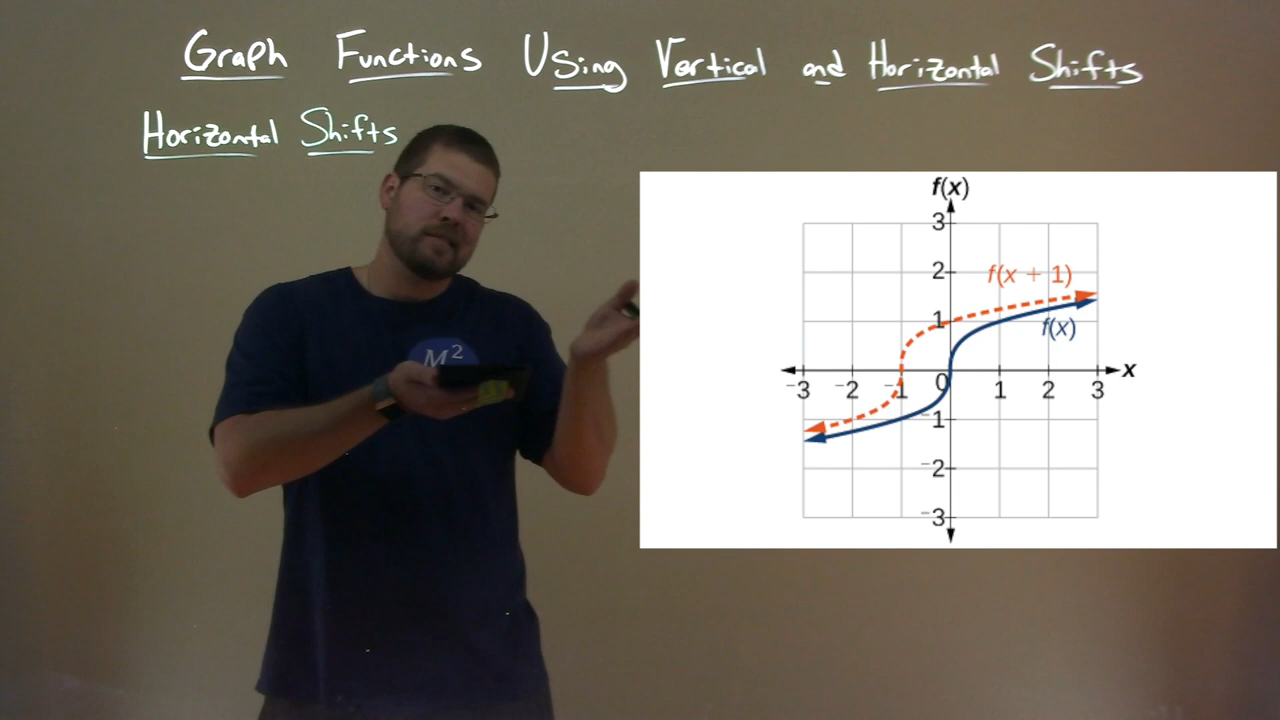 Graph Functions Using Vertical and Horizontal Shifts
Horizontal Shifts
M²
f(x)
3
2
f(x + 1)
1
f(x)
x
-3 -2 -1 0 1 2 3
-1
-2
-3